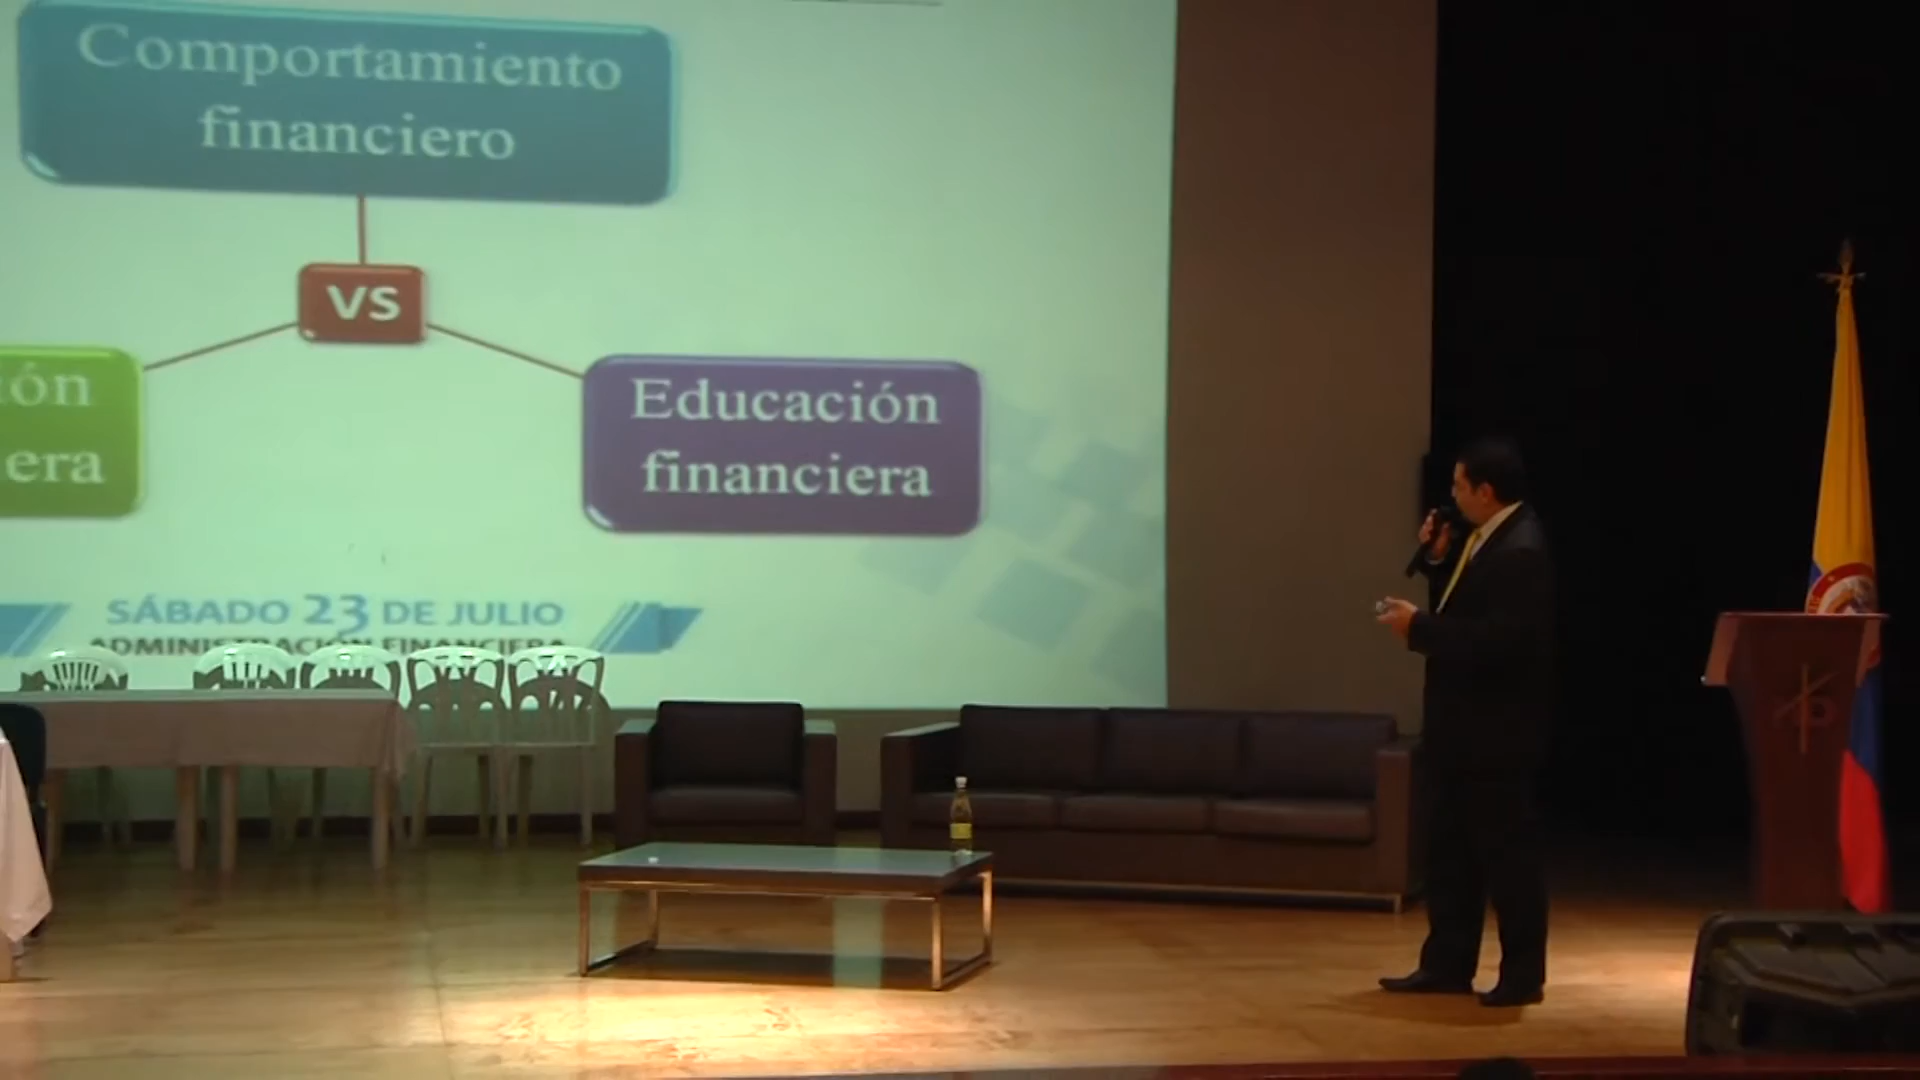 Comportamiento
financiero
VS
ión
era
Educación
financiera
SÁBADO 23 DE JULIO
ADMINISTRACIÓN FINANCIERA